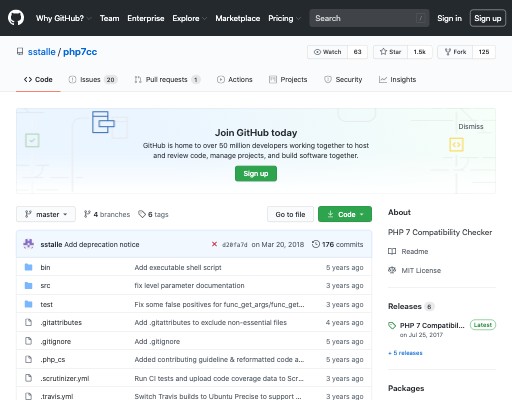 Why GitHub? Team Enterprise Explore Marketplace Pricing Search / Sign in Sign up
sstalle / php7cc Watch 63 Star 1.5k Fork 125
Code Issues 20 Pull requests 1 Actions Projects Security Insights
Dismiss
Join GitHub today
GitHub is home to over 50 million developers working together to host
and review code, manage projects, and build software together.
Sign up
master 4 branches 6 tags Go to file Code
sstalle Add deprecation notice d20fa7d on Mar 20, 2018 176 commits
bin Add executable shell script 5 years ago
src fix level parameter documentation 3 years ago
test Fix some false positives for func_get_args/func_get... 3 years ago
.gitattributes Add .gitattributes to exclude non-essential files 4 years ago
.gitignore Add .gitignore 5 years ago
.php_cs Added contributing guideline & reformatted code a... 5 years ago
.scrutinizer.yml Run CI tests and upload code coverage data to Scr... 3 years ago
.travis.yml Switch Travis builds to Ubuntu Precise to support ... 3 years ago
About
PHP 7 Compatibility Checker
Readme
MIT License
Releases 6
PHP 7 Compatibil... Latest
on Jul 25, 2017
+ 5 releases
Packages